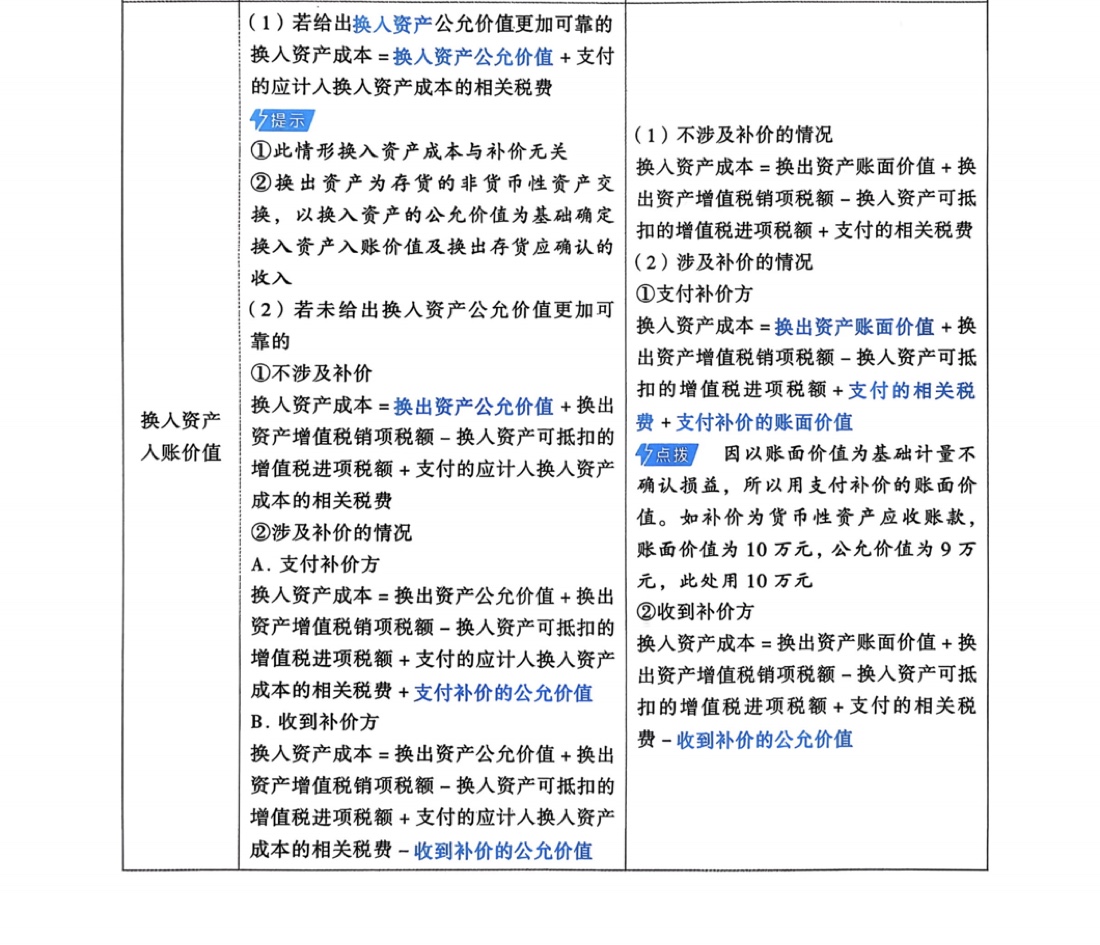 换入资产
入账价值
(1)若给出换入资产公允价值更加可靠的
换入资产成本=换入资产公允价值+支付
的应计入换入资产成本的相关税费
提示
①此情形换入资产成本与补价无关
②换出资产为存货的非货币性资产交
换，以换入资产的公允价值为基础确定
换入资产入账价值及换出存货应确认的
收入
(2)若未给出换入资产公允价值更加可
靠的
①不涉及补价
换入资产成本=换出资产公允价值+换出
资产增值税销项税额-换入资产可抵扣的
增值税进项税额+支付的应计入换入资产
成本的相关税费
②涉及补价的情况
A.支付补价方
换入资产成本=换出资产公允价值+换出
资产增值税销项税额-换入资产可抵扣的
增值税进项税额+支付的应计入换入资产
成本的相关税费+支付补价的公允价值
B.收到补价方
换入资产成本=换出资产公允价值+换出
资产增值税销项税额-换入资产可抵扣的
增值税进项税额+支付的应计入换入资产
成本的相关税费-收到补价的公允价值
(1)不涉及补价的情况
换入资产成本=换出资产账面价值+换
出资产增值税销项税额-换入资产可抵
扣的增值税进项税额+支付的相关税费
(2)涉及补价的情况
①支付补价方
换入资产成本=换出资产账面价值+换
出资产增值税销项税额-换入资产可抵
扣的增值税进项税额+支付的相关税
费+支付补价的账面价值
点拨 因以账面价值为基础计量不
确认损益，所以用支付补价的账面价
值。如补价为货币性资产应收账款，
账面价值为10万元，公允价值为9万
元，此处用10万元
②收到补价方
换入资产成本=换出资产账面价值+换
出资产增值税销项税额-换入资产可抵
扣的增值税进项税额+支付的相关税
费-收到补价的公允价值